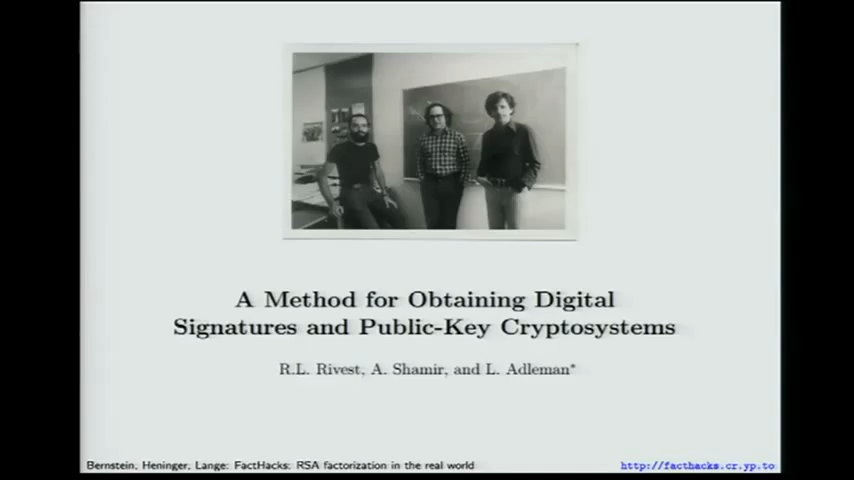 A Method for Obtaining Digital
Signatures and Public-Key Cryptosystems
R.L. Rivest, A. Shamir, and L. Adleman*
Bernstein, Heninger, Lange: FactHacks: RSA factorization in the real world
http://facthacks.cr.yp.to